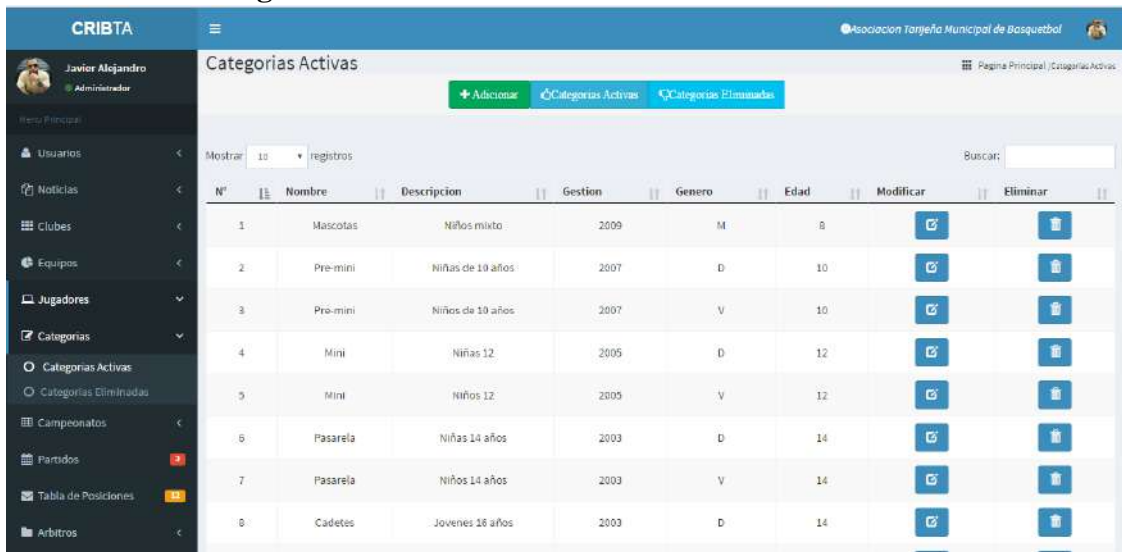 CRIBTA
Asociacion Tarijeña Municipal de Basquetbol
Javier Alejandro
Administrador
Categorias Activas
Pagina Principal /Categorias Activas
Adicionar Categorias Activas Categorias Eliminadas
Menu Principal
Usuarios
Noticias
Clubes
Equipos
Jugadores
Categorias
Categorias Activas
Categorias Eliminadas
Campeonatos
Partidos 3
Tabla de Posiciones 12
Arbitros
Mostrar 10 registros Buscar:
N° Nombre Descripcion Gestion Genero Edad Modificar Eliminar
1 Mascotas Niños mixto 2009 M 8
2 Pre-mini Niñas de 10 años 2007 D 10
3 Pre-mini Niños de 10 años 2007 V 10
4 Mini Niñas 12 2005 D 12
5 Mini Niños 12 2005 V 12
6 Pasarela Niñas 14 años 2003 D 14
7 Pasarela Niños 14 años 2003 V 14
8 Cadetes Jovenes 16 años 2003 D 14